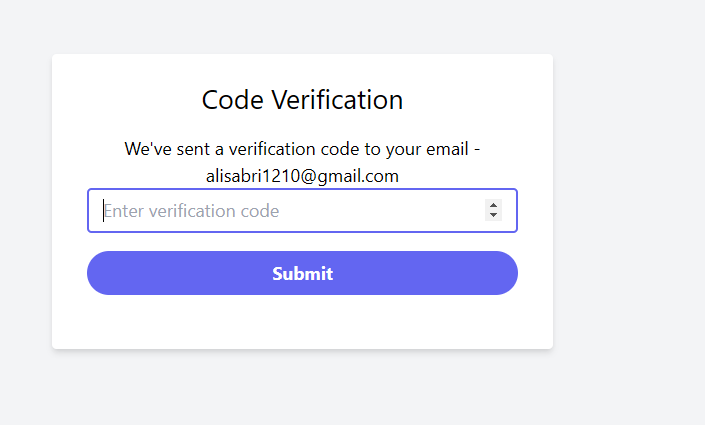 Code Verification
We've sent a verification code to your email -
alisabri1210@gmail.com
Enter verification code
Submit